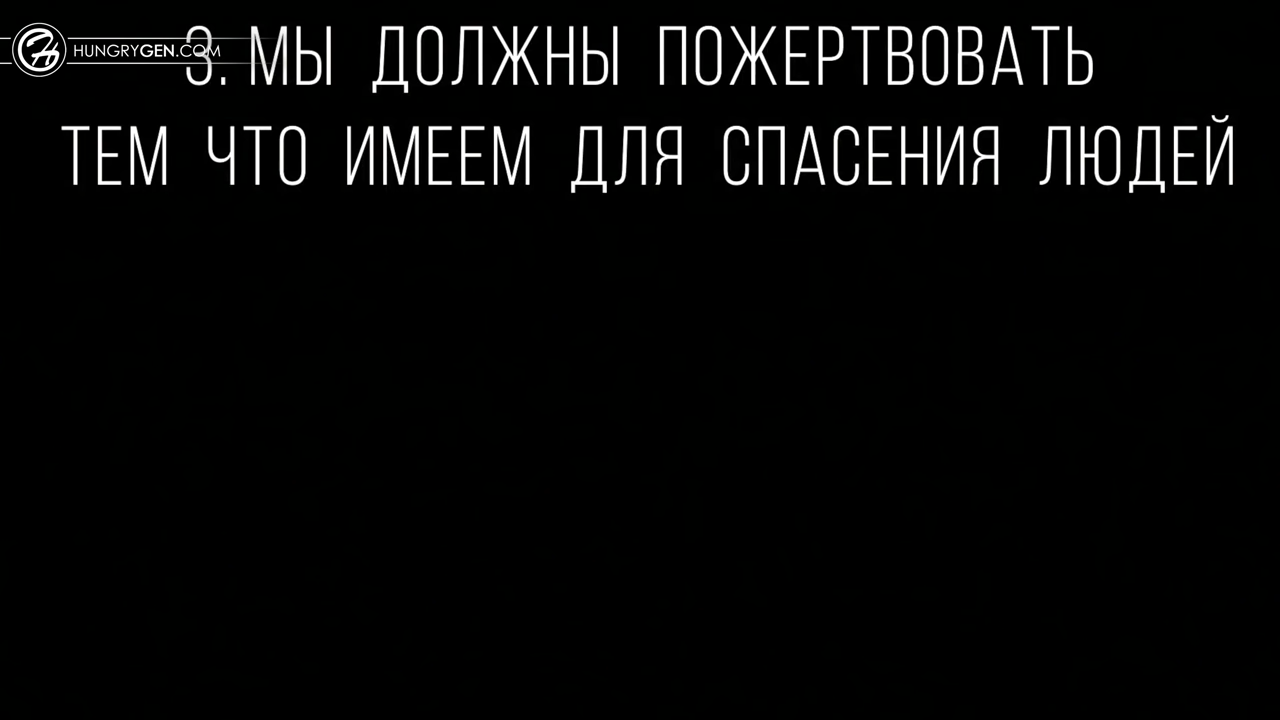 HUNGRYGEN.COM
3. МЫ ДОЛЖНЫ ПОЖЕРТВОВАТЬ
ТЕМ ЧТО ИМЕЕМ ДЛЯ СПАСЕНИЯ ЛЮДЕЙ